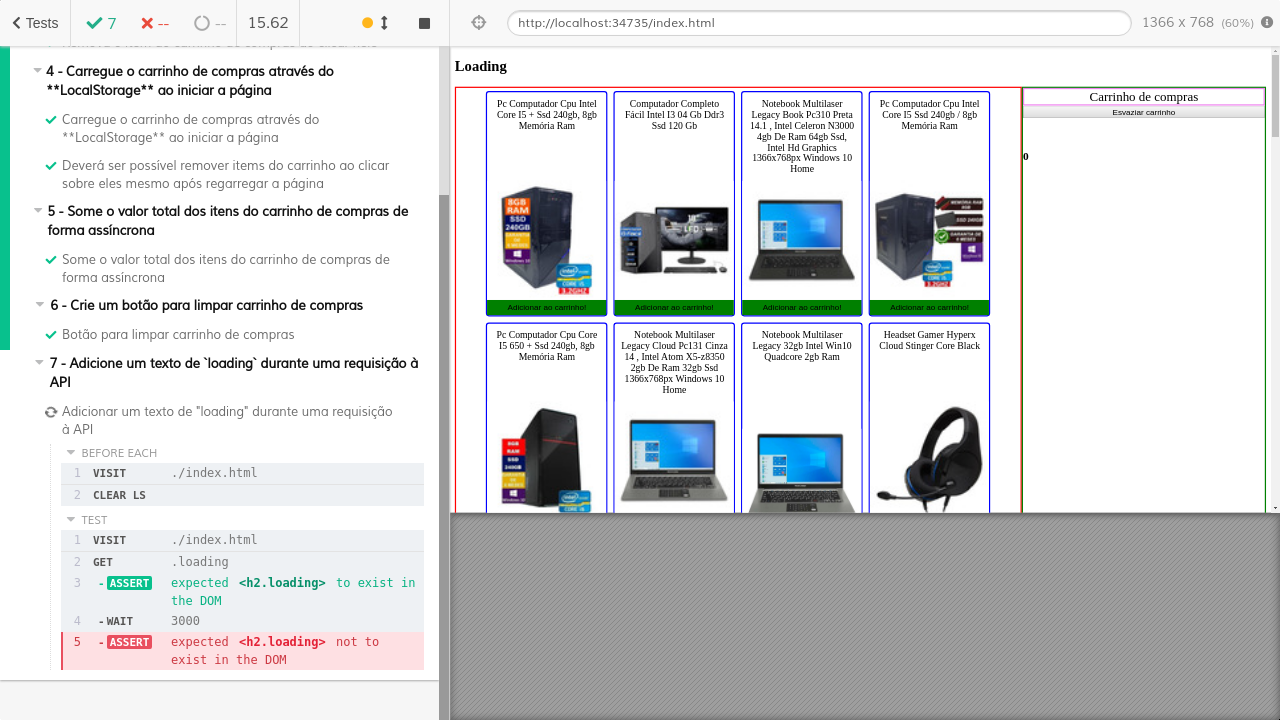 Tests
7
--
--
15.62
http://localhost:34735/index.html
1366 x 768 (60%)
4 - Carregue o carrinho de compras através do
**LocalStorage** ao iniciar a página
Carregue o carrinho de compras através do
**LocalStorage** ao iniciar a página
Deverá ser possível remover items do carrinho ao clicar
sobre eles mesmo após regarregar a página
5 - Some o valor total dos itens do carrinho de compras de
forma assíncrona
Some o valor total dos itens do carrinho de compras de
forma assíncrona
6 - Crie um botão para limpar carrinho de compras
Botão para limpar carrinho de compras
7 - Adicione um texto de `loading` durante uma requisição à
API
Adicionar um texto de "loading" durante uma requisição
à API
BEFORE EACH
1 VISIT ./index.html
2 CLEAR LS
TEST
1 VISIT ./index.html
2 GET .loading
3 - ASSERT expected <h2.loading> to exist in
the DOM
4 - WAIT 3000
5 - ASSERT expected <h2.loading> not to
exist in the DOM
Loading
Pc Computador Cpu Intel
Core I5 + Ssd 240gb, 8gb
Memória Ram
8GB
RAM
SSD
240GB
Adicionar ao carrinho!
Computador Completo
Fácil Intel I3 04 Gb Ddr3
Ssd 120 Gb
Adicionar ao carrinho!
Notebook Multilaser
Legacy Book Pc310 Preta
14.1 , Intel Celeron N3000
4gb De Ram 64gb Ssd,
Intel Hd Graphics
1366x768px Windows 10
Home
Adicionar ao carrinho!
Pc Computador Cpu Intel
Core I5 Ssd 240gb / 8gb
Memória Ram
Adicionar ao carrinho!
Pc Computador Cpu Core
I5 650 + Ssd 240gb, 8gb
Memória Ram
Notebook Multilaser
Legacy Cloud Pc131 Cinza
14 , Intel Atom X5-z8350
2gb De Ram 32gb Ssd
1366x768px Windows 10
Home
Notebook Multilaser
Legacy 32gb Intel Win10
Quadcore 2gb Ram
Headset Gamer Hyperx
Cloud Stinger Core Black
Carrinho de compras
Esvaziar carrinho
0